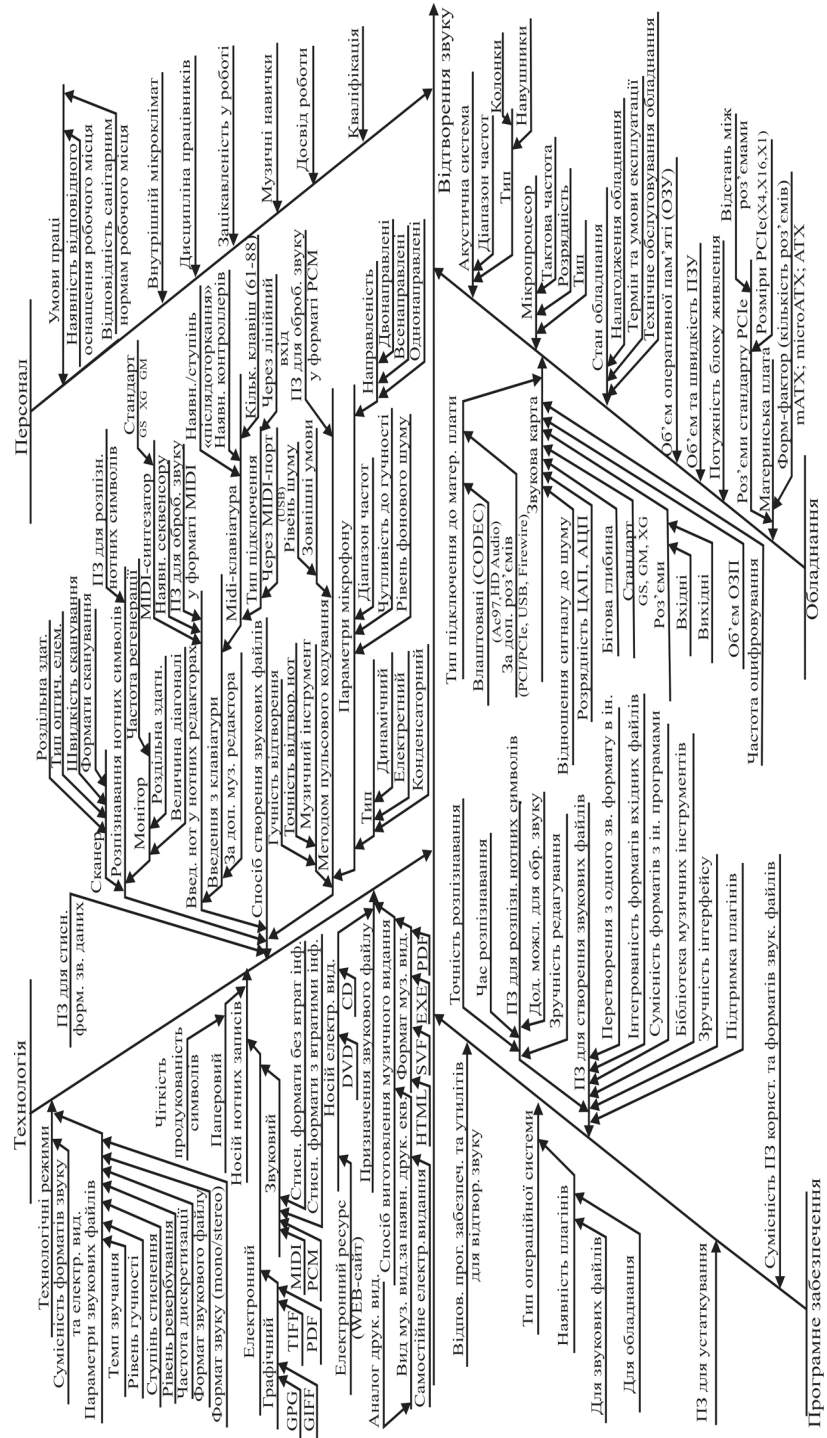 Технологія
Технологічні режими
Сумісність форматів звуку
та електр. вид.
Параметри звукових файлів
Темп звучання
Рівень гучності
Ступінь стиснення
Рівень ревербування
Частота дискретизації
Формат звукового файлу
Формат звуку (mono/stereo)
ПЗ для стисн.
форм. зв. даних
Чіткість
продукованість
символів
Паперовий
Носій нотних записів
Електронний
Графічний
GPG
GIFF
TIFF
PDF
Звуковий
MIDI
PCM
Стисн. формати без втрат інф.
Стисн. формати з втратими інф.
Носій електр. вид.
Електронний ресурс
(WEB-сайт)
DVD
CD
Призначення звукового файлу
Аналог друк. вид.
Спосіб виготовлення музичного видання
Вид муз. вид.за наявн. друк. екв.
Формат муз. вид.
Самостійне електр.видання
HTML
SVF
EXE
PDF
Персонал
Умови праці
Наявність відповідного
оснащення робочого місця
Відповідність санітарним
нормам робочого місця
Внутрішній мікроклімат
Дисципліна працівників
Зацікавленість у роботі
Музичні навички
Досвід роботи
Кваліфікація
Роздільна здат.
Тип оптич. елем.
Швидкість сканування
Формати сканування
Сканер
ПЗ для розпізн.
нотних символів
Розпізнавання нотних символів
Частота регенерації
Монітор
Роздільна здатн.
Величина діагоналі
Стандарт
GS XG GM
MIDI-синтезатор
Наявн. секвенсору
ПЗ для оброб. звуку
у форматі MIDI
Введ. нот у нотних редакторах
Наявн./ступінь
«післядоторкання»
Наявн. контроллерів
Midi-клавіатура
Кільк. клавіш (61-88)
Введення з клавіатури
Тип підключення
Через лінійний
вхід
За доп. муз. редактора
Через MIDI-порт
(USB)
Спосіб створення звукових файлів
Гучність відтворення
Точність відтвор.нот
Музичний інструмент
Рівень шуму
Зовнішні умови
ПЗ для оброб. звуку
у форматі PCM
Методом пульсового кодування
Параметри мікрофону
Тип
Динамічний
Електретний
Конденсаторний
Діапазон частот
Чутливість до гучності
Рівень фонового шуму
Направленість
Двонаправлені
Всенаправлені
Однонаправлені
Відтворення звуку
Відпов. прог. забезпеч. та утилітів
для відтвор. звуку
Тип операційної системи
Наявність плагінів
Для звукових файлів
Для обладнання
ПЗ для устаткування
Точність розпізнавання
Час розпізнавання
ПЗ для розпізн. нотних символів
Дод. можл. для обр. звуку
Зручність редагування
ПЗ для створення звукових файлів
Перетворення з одного зв. формату в ін.
Інтегрованість форматів вхідних файлів
Сумісність форматів з ін. програмами
Бібліотека музичних інструментів
Зручність інтерфейсу
Підтримка плагінів
Сумісність ПЗ корист. та форматів звук. файлів
Програмне забезпечення
Тип підключення до матер. плати
Влаштовані (CODEC)
(Ac97,HD Audio)
За доп. роз’ємів
(PCI/PCIe, USB, Firewire)
Звукова карта
Відношення сигналу до шуму
Розрядність ЦАП, АЦП
Бітова глибина
Стандарт
GS, GM, XG
Роз’єми
Вхідні
Вихідні
Об’єм ОЗП
Частота оцифровування
Акустична система
Діапазон частот
Тип
Колонки
Навушники
Мікропроцесор
Тактова частота
Розрядність
Тип
Стан обладнання
Налагодження обладнання
Термін та умови експлуатації
Технічне обслуговування обладнання
Об’єм оперативної пам’яті (ОЗУ)
Об’єм та швидкість ПЗУ
Потужність блоку живлення
Відстань між
роз’ємами
Роз’єми стандарту PCIe
Розміри PCIe(X4.X16.X1)
Материнська плата
Форм-фактор (кількість роз’ємів)
mATX; microATX; ATX
Обладнання